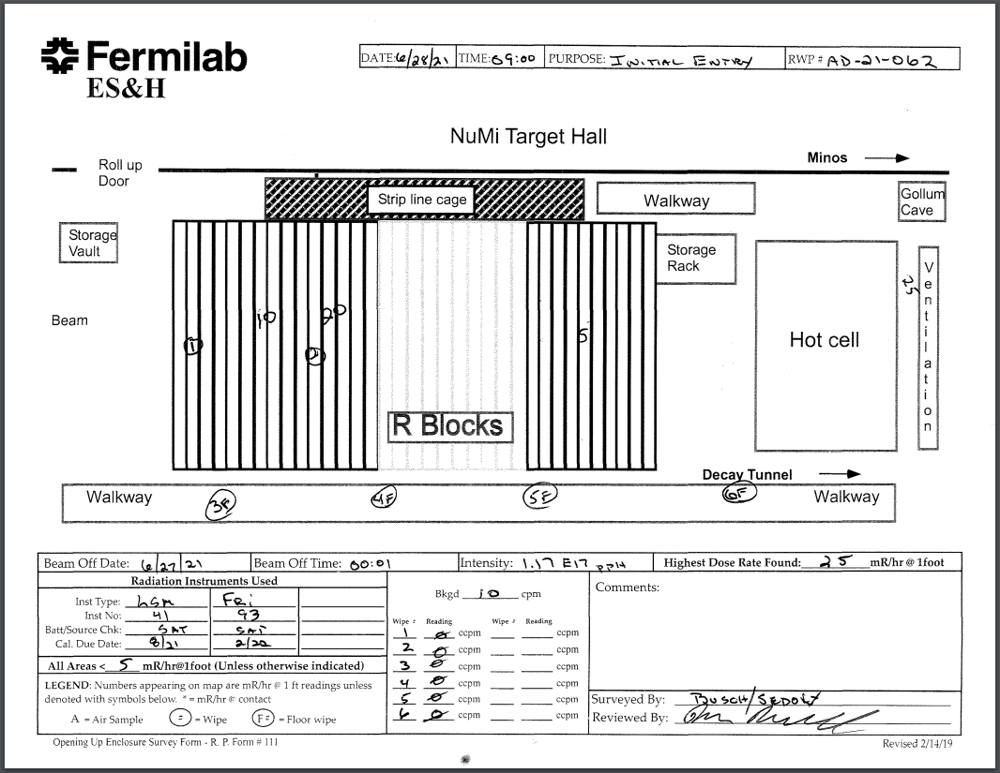 Fermilab
ES&H
DATE: 6/28/21 TIME: 09:00 PURPOSE: INITIAL ENTRY RWP # AD-21-062
NuMi Target Hall
Minos
Roll up
Door
Strip line cage
Walkway
Gollum
Cave
Storage
Vault
Storage
Rack
Ventilation
25
Beam
10
20
5
1
2
Hot cell
R Blocks
Decay Tunnel
Walkway
3F
4F
5F
6F
Walkway
Beam Off Date: 6/27/21 Beam Off Time: 00:01 Intensity: 1.17 E17 PPH Highest Dose Rate Found: 25 mR/hr @ 1foot
Radiation Instruments Used
Inst Type: LSM FRi
Inst No: 41 93
Batt/Source Chk: SAT SAT
Cal. Due Date: 8/21 2/22
All Areas < 5 mR/hr@1foot (Unless otherwise indicated)
LEGEND: Numbers appearing on map are mR/hr @ 1 ft readings unless
denoted with symbols below. * = mR/hr @ contact
A = Air Sample (=) = Wipe (F=) = Floor wipe
Bkgd 10 cpm
Wipe # Reading Wipe # Reading
1 0 ccpm ccpm
2 0 ccpm ccpm
3 0 ccpm ccpm
4 0 ccpm ccpm
5 0 ccpm ccpm
6 0 ccpm ccpm
Comments:
Surveyed By: BUSCH/
Reviewed By:
Opening Up Enclosure Survey Form - R. P. Form # 111
Revised 2/14/19